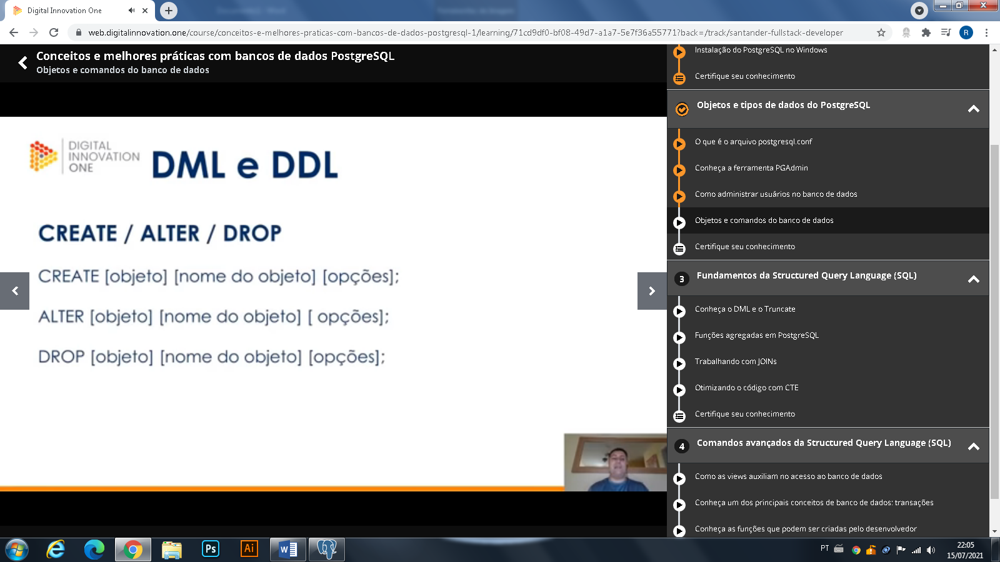 Digital Innovation One
web.digitalinnovation.one/course/conceitos-e-melhores-praticas-com-bancos-de-dados-postgresql-1/learning/71cd9df0-bf08-49d7-a1a7-5e7f36a55771?back=/track/santander-fullstack-developer
R
Conceitos e melhores práticas com bancos de dados PostgreSQL
Objetos e comandos do banco de dados
DIGITAL
INNOVATION
ONE
DML e DDL
CREATE / ALTER / DROP
CREATE [objeto] [nome do objeto] [opções];
ALTER [objeto] [nome do objeto] [ opções];
DROP [objeto] [nome do objeto] [opções];
Instalação do PostgreSQL no Windows
Certifique seu conhecimento
Objetos e tipos de dados do PostgreSQL
O que é o arquivo postgresql.conf
Conheça a ferramenta PGAdmin
Como administrar usuários no banco de dados
Objetos e comandos do banco de dados
Certifique seu conhecimento
3 Fundamentos da Structured Query Language (SQL)
Conheça o DML e o Truncate
Funções agregadas em PostgreSQL
Trabalhando com JOINs
Otimizando o código com CTE
Certifique seu conhecimento
4 Comandos avançados da Structured Query Language (SQL)
Como as views auxiliam no acesso ao banco de dados
Conheça um dos principais conceitos de banco de dados: transações
Conheça as funções que podem ser criadas pelo desenvolvedor
Ps
Ai
W
PT
22:05
15/07/2021